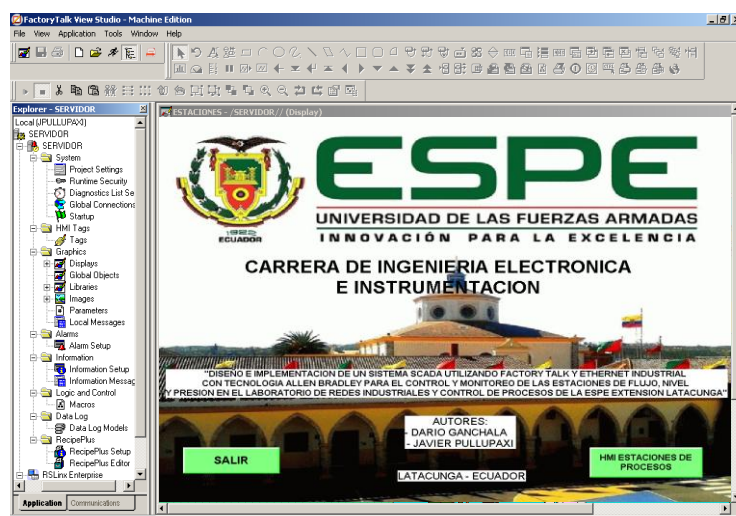 FactoryTalk View Studio - Machine Edition
File View Application Tools Window Help
Explorer - SERVIDOR
Local (JPULLUPAXI)
SERVIDOR
SERVIDOR
System
Project Settings
Runtime Security
Diagnostics List Se
Global Connections
Startup
HMI Tags
Tags
Graphics
Displays
Global Objects
Libraries
Images
Parameters
Local Messages
Alarms
Alarm Setup
Information
Information Setup
Information Messag
Logic and Control
Macros
Data Log
Data Log Models
RecipePlus
RecipePlus Setup
RecipePlus Editor
RSLinx Enterprise
Application Communications
ESTACIONES - /SERVIDOR// (Display)
1922
ECUADOR
ESPE
UNIVERSIDAD DE LAS FUERZAS ARMADAS
INNOVACIÓN PARA LA EXCELENCIA
CARRERA DE INGENIERIA ELECTRONICA
E INSTRUMENTACION
"DISEÑO E IMPLEMENTACION DE UN SISTEMA SCADA UTILIZANDO FACTORY TALK Y ETHERNET INDUSTRIAL
CON TECNOLOGIA ALLEN BRADLEY PARA EL CONTROL Y MONITOREO DE LAS ESTACIONES DE FLUJO, NIVEL
Y PRESION EN EL LABORATORIO DE REDES INDUSTRIALES Y CONTROL DE PROCESOS DE LA ESPE EXTENSION LATACUNGA"
AUTORES:
- DARIO GANCHALA
- JAVIER PULLUPAXI
SALIR
HMI ESTACIONES DE
PROCESOS
LATACUNGA - ECUADOR